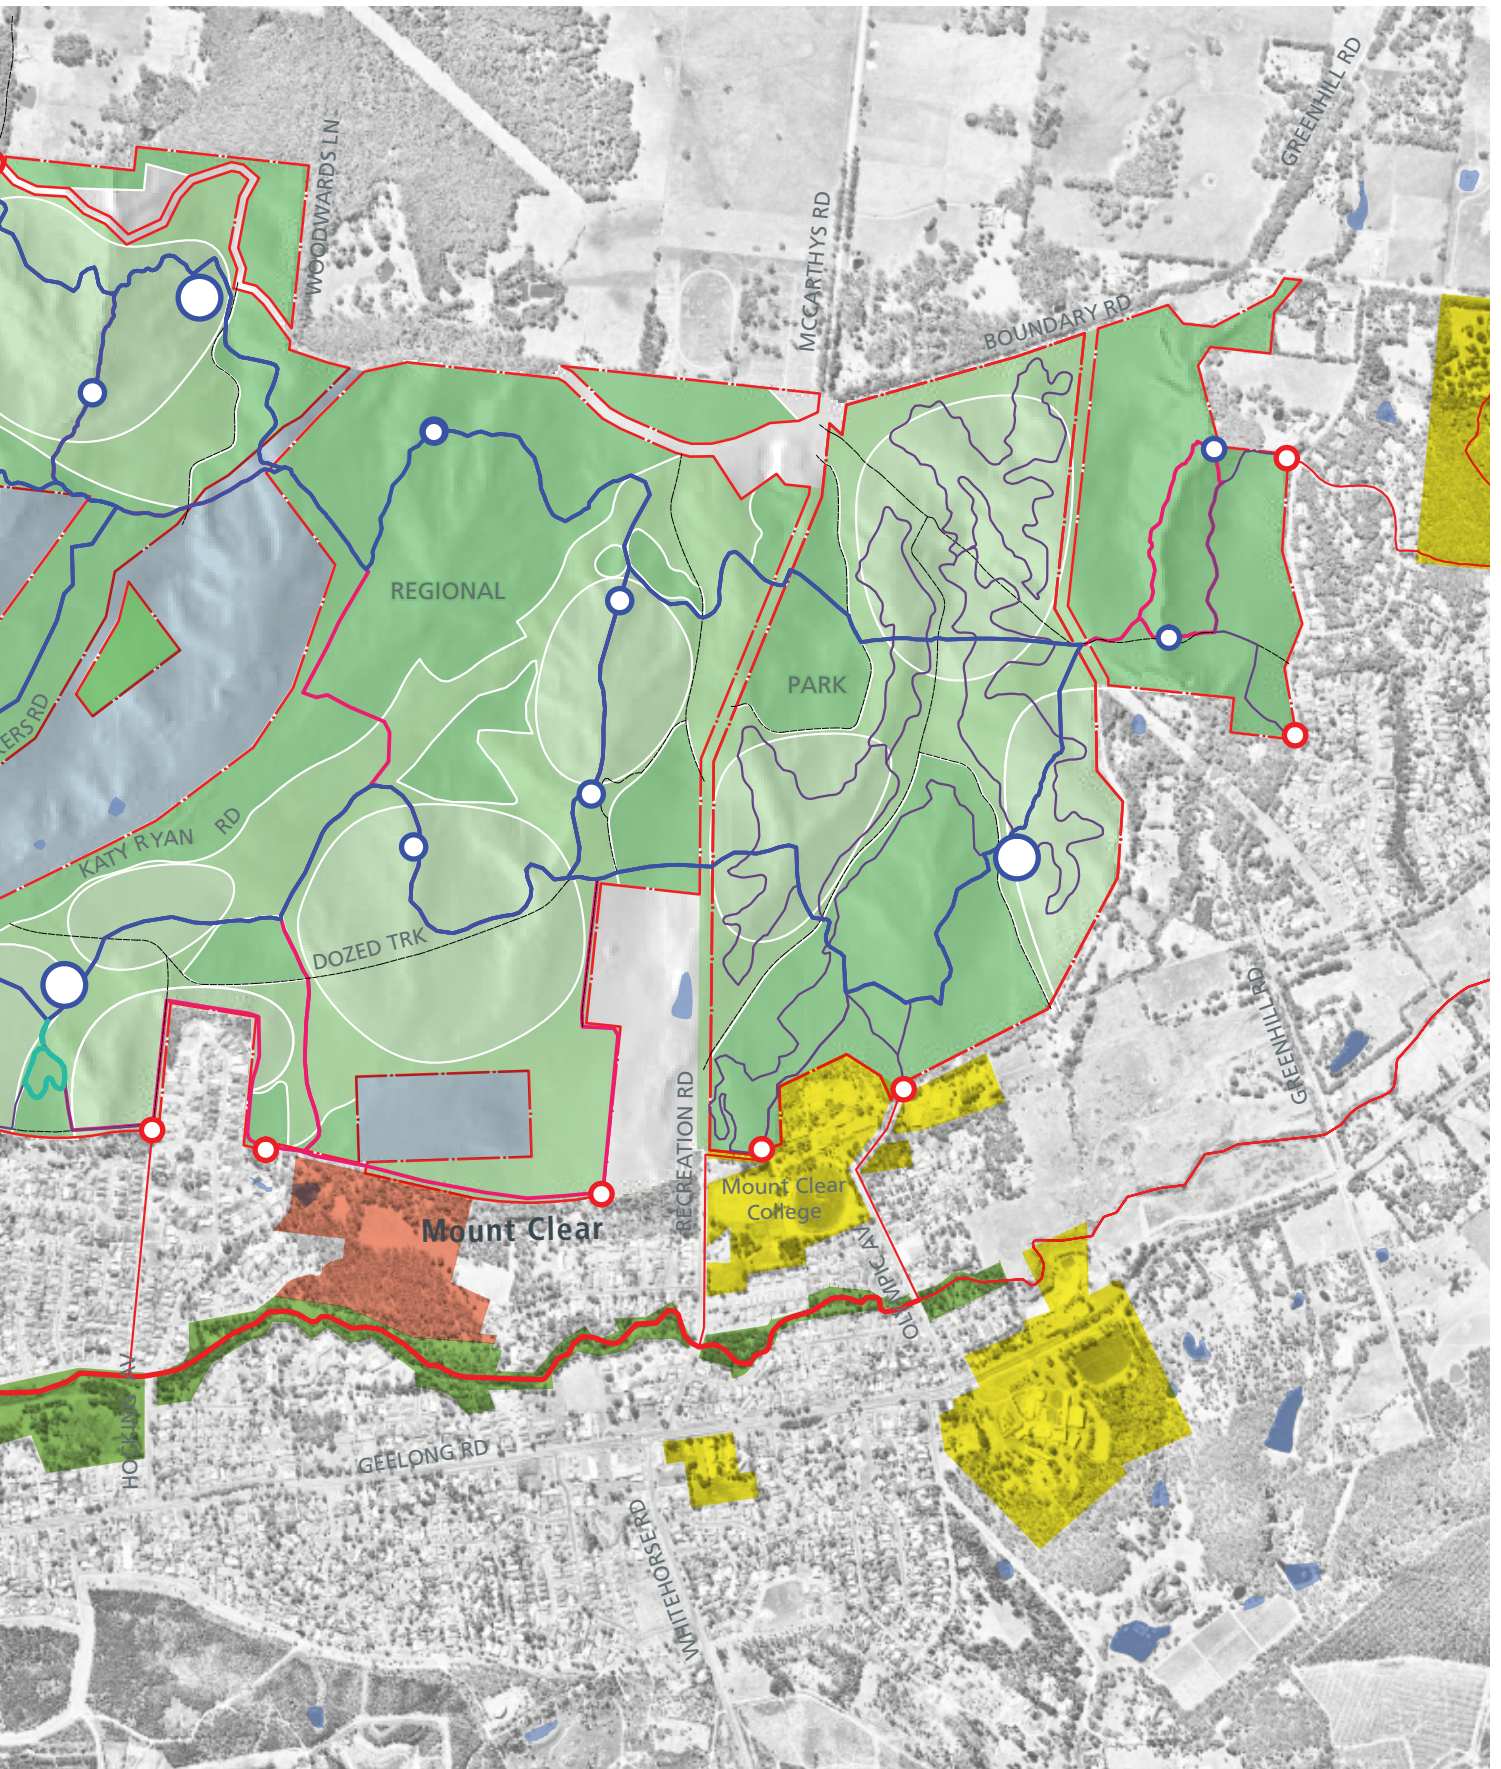 GREENHILL RD
WOODWARDS LN
MCCARTHYS RD
BOUNDARY RD
REGIONAL
PARK
KATY RYAN RD
DOZED TRK
GREENHILL RD
RECREATION RD
Mount Clear
College
Mount Clear
OLYMPIC AV
HOCKING AV
GEELONG RD
WHITEHORSE RD